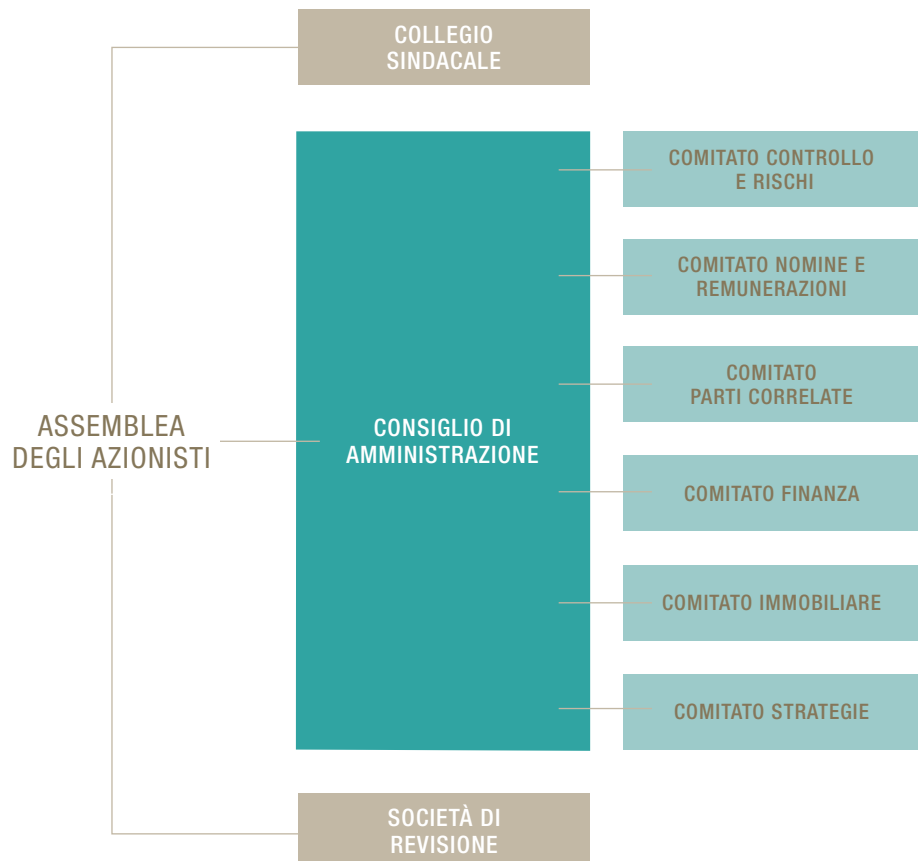 COLLEGIO
SINDACALE
ASSEMBLEA
DEGLI AZIONISTI
CONSIGLIO DI
AMMINISTRAZIONE
COMITATO CONTROLLO
E RISCHI
COMITATO NOMINE E
REMUNERAZIONI
COMITATO
PARTI CORRELATE
COMITATO FINANZA
COMITATO IMMOBILIARE
COMITATO STRATEGIE
SOCIETÀ DI
REVISIONE